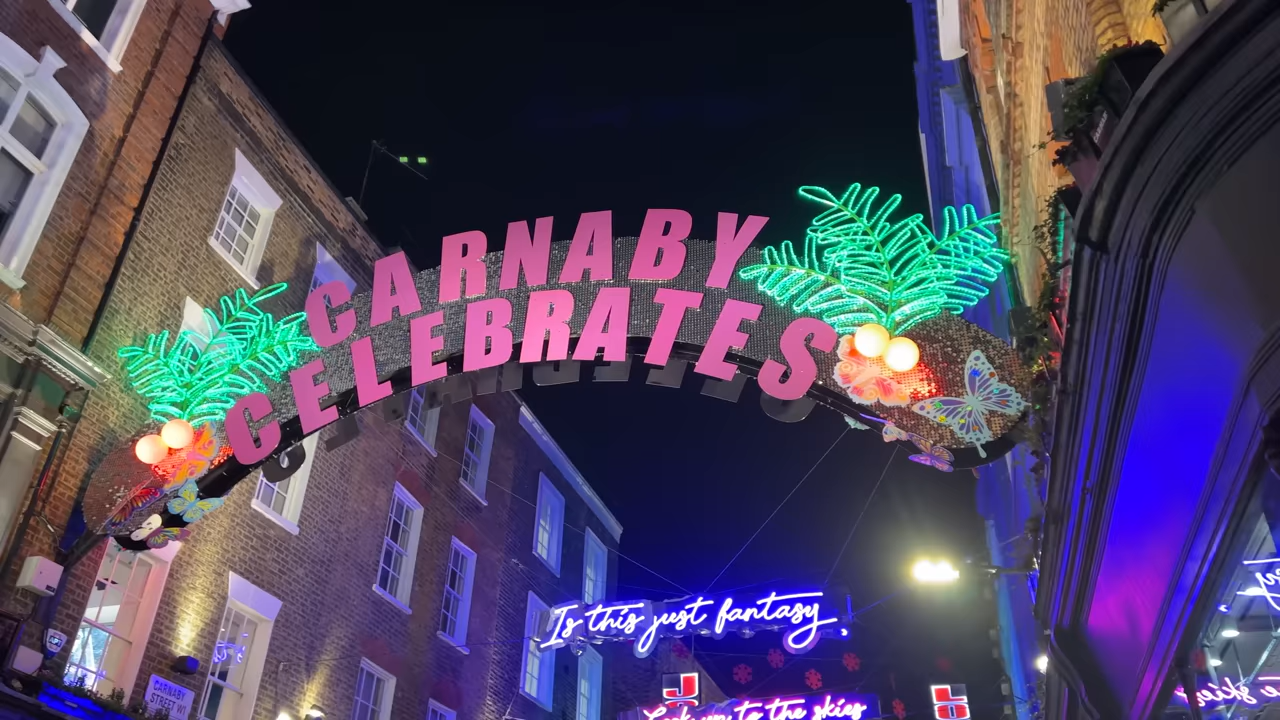 CARNABY
CELEBRATES
Is this just fantasy,
Look up to the skies
CARNABY
STREET W1